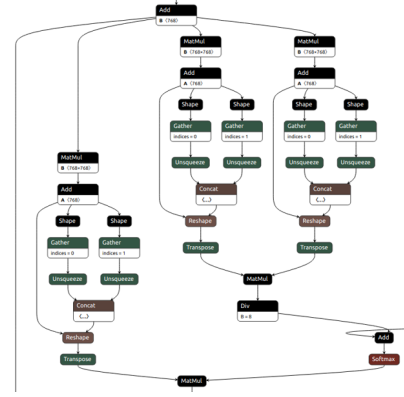 Add
B ⟨768⟩
MatMul
B ⟨768×768⟩
MatMul
B ⟨768×768⟩
Add
A ⟨768⟩
Add
A ⟨768⟩
Shape
Shape
Shape
Shape
Gather
indices = 0
Gather
indices = 1
Gather
indices = 0
Gather
indices = 1
MatMul
B ⟨768×768⟩
Unsqueeze
Unsqueeze
Unsqueeze
Unsqueeze
Add
A ⟨768⟩
Concat
⟨...⟩
Concat
⟨...⟩
Shape
Shape
Reshape
Reshape
Gather
indices = 0
Gather
indices = 1
Transpose
Transpose
Unsqueeze
Unsqueeze
MatMul
Concat
⟨...⟩
Div
B = 8
Reshape
Add
Transpose
Softmax
MatMul